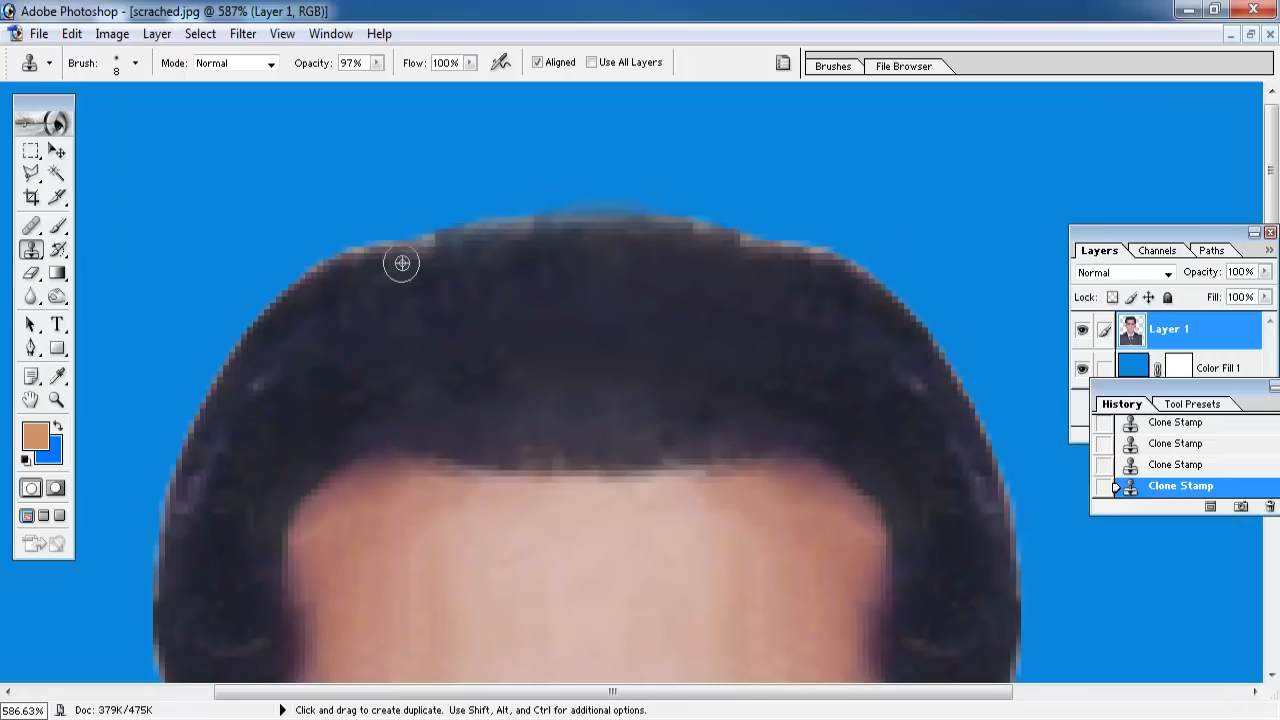 Adobe Photoshop - [scrached.jpg @ 587% (Layer 1, RGB)]
File Edit Image Layer Select Filter View Window Help
Brush: 8 Mode: Normal Opacity: 97% Flow: 100% Aligned Use All Layers Brushes File Browser
Layers Channels Paths
Normal Opacity: 100%
Lock: Fill: 100%
Layer 1
Color Fill 1
History Tool Presets
Clone Stamp
Clone Stamp
Clone Stamp
Clone Stamp
586.63% Doc: 379K/475K Click and drag to create duplicate. Use Shift, Alt, and Ctrl for additional options.